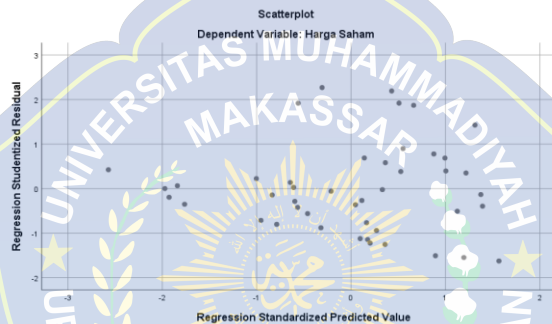 Scatterplot
Dependent Variable: Harga Saham
UNIVERSITAS MUHAMMADIYAH
MAKASSAR
Regression Studentized Residual
3
2
1
0
-1
-2
-3
-2
-1
0
1
2
Regression Standardized Predicted Value